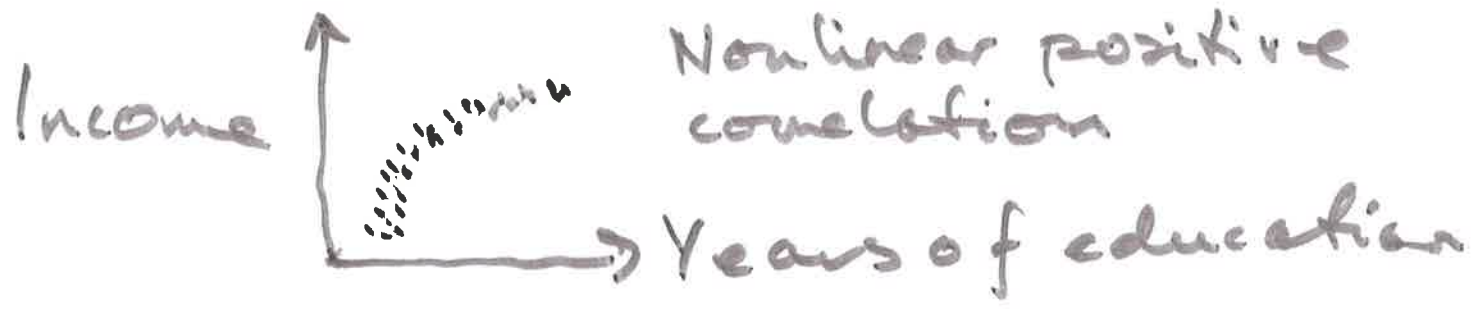 Nonlinear positive
Income
correlation
Years of education